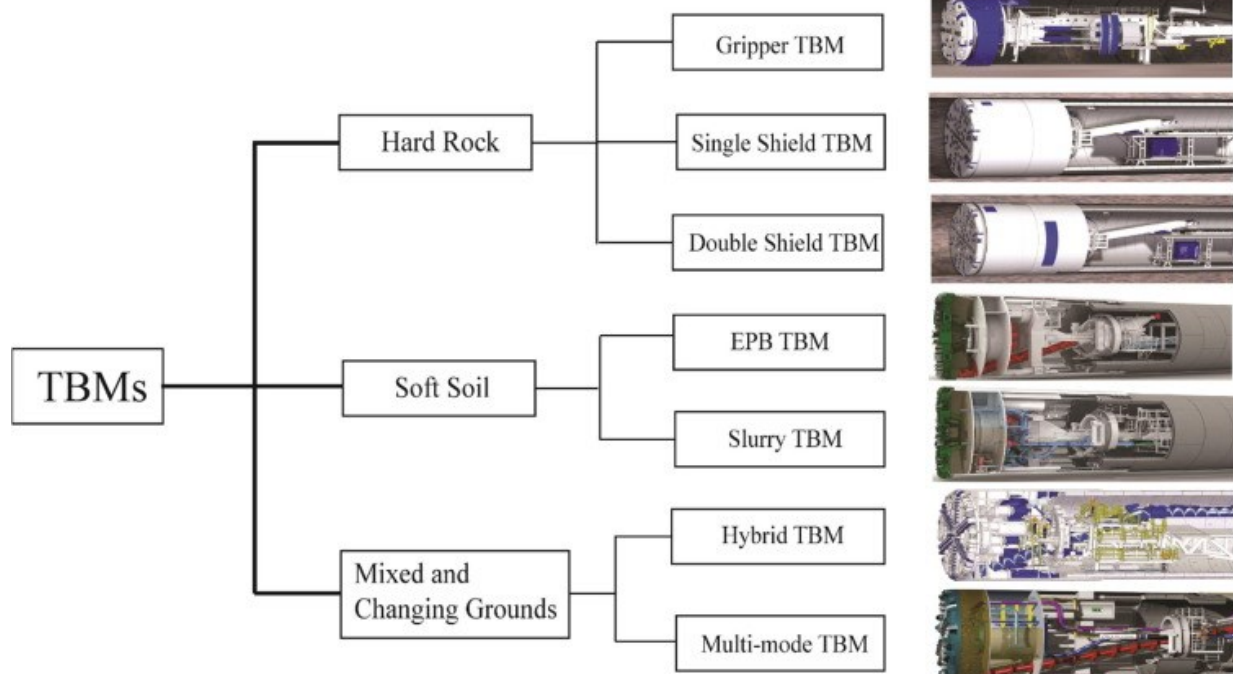 TBMs
Hard Rock
Gripper TBM
Single Shield TBM
Double Shield TBM
Soft Soil
EPB TBM
Slurry TBM
Mixed and
Changing Grounds
Hybrid TBM
Multi-mode TBM